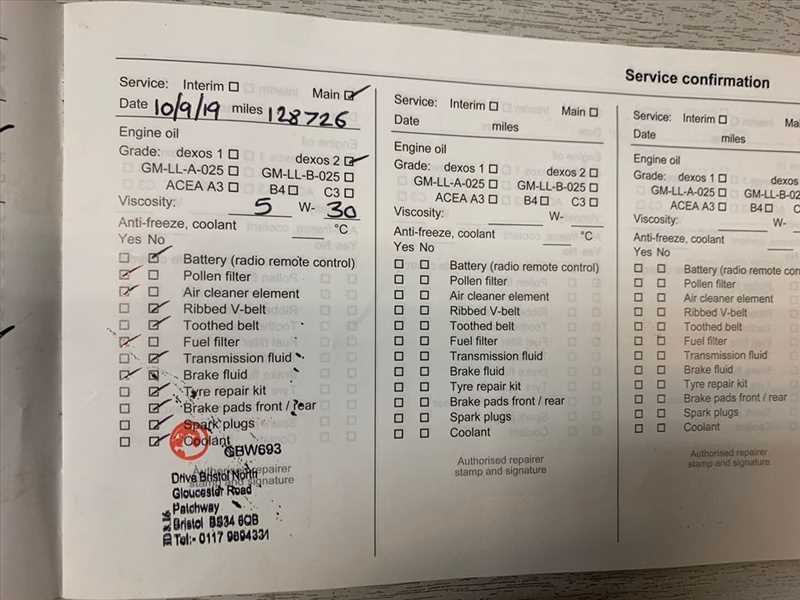 Service confirmation
Service: Interim Main
Date 10/9/19 miles 128726
Engine oil
Grade: dexos 1 dexos 2
GM-LL-A-025 GM-LL-B-025
ACEA A3 B4 C3
Viscosity: 5 W- 30
Anti-freeze, coolant °C
Yes No
Battery (radio remote control)
Pollen filter
Air cleaner element
Ribbed V-belt
Toothed belt
Fuel filter
Transmission fluid
Brake fluid
Tyre repair kit
Brake pads front / rear
Spark plugs
Coolant
GBW693
Authorised repairer
stamp and signature
Drive Bristol North
Gloucester Road
Patchway
Bristol BS34 6QB
Tel:- 0117 9694331
Service: Interim Main
Date miles
Engine oil
Grade: dexos 1 dexos 2
GM-LL-A-025 GM-LL-B-025
ACEA A3 B4 C3
Viscosity: W-
Anti-freeze, coolant °C
Yes No
Battery (radio remote control)
Pollen filter
Air cleaner element
Ribbed V-belt
Toothed belt
Fuel filter
Transmission fluid
Brake fluid
Tyre repair kit
Brake pads front / rear
Spark plugs
Coolant
Authorised repairer
stamp and signature
Service: Interim
Date miles
Engine oil
Grade: dexos 1 dexos
GM-LL-A-025 GM-LL-B-02
ACEA A3 B4
Viscosity: W-
Anti-freeze, coolant
Yes No
Battery (radio remote control)
Pollen filter
Air cleaner element
Ribbed V-belt
Toothed belt
Fuel filter
Transmission fluid
Brake fluid
Tyre repair kit
Brake pads front / rear
Spark plugs
Coolant
Authorised repairer
stamp and signature